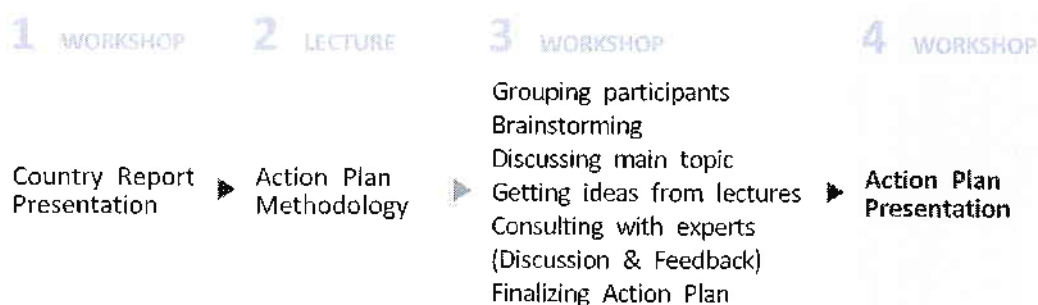 1 WORKSHOP
2 LECTURE
3 WORKSHOP
4 WORKSHOP
Country Report
Presentation
Action Plan
Methodology
Grouping participants
Brainstorming
Discussing main topic
Getting ideas from lectures
Consulting with experts
(Discussion & Feedback)
Finalizing Action Plan
Action Plan
Presentation